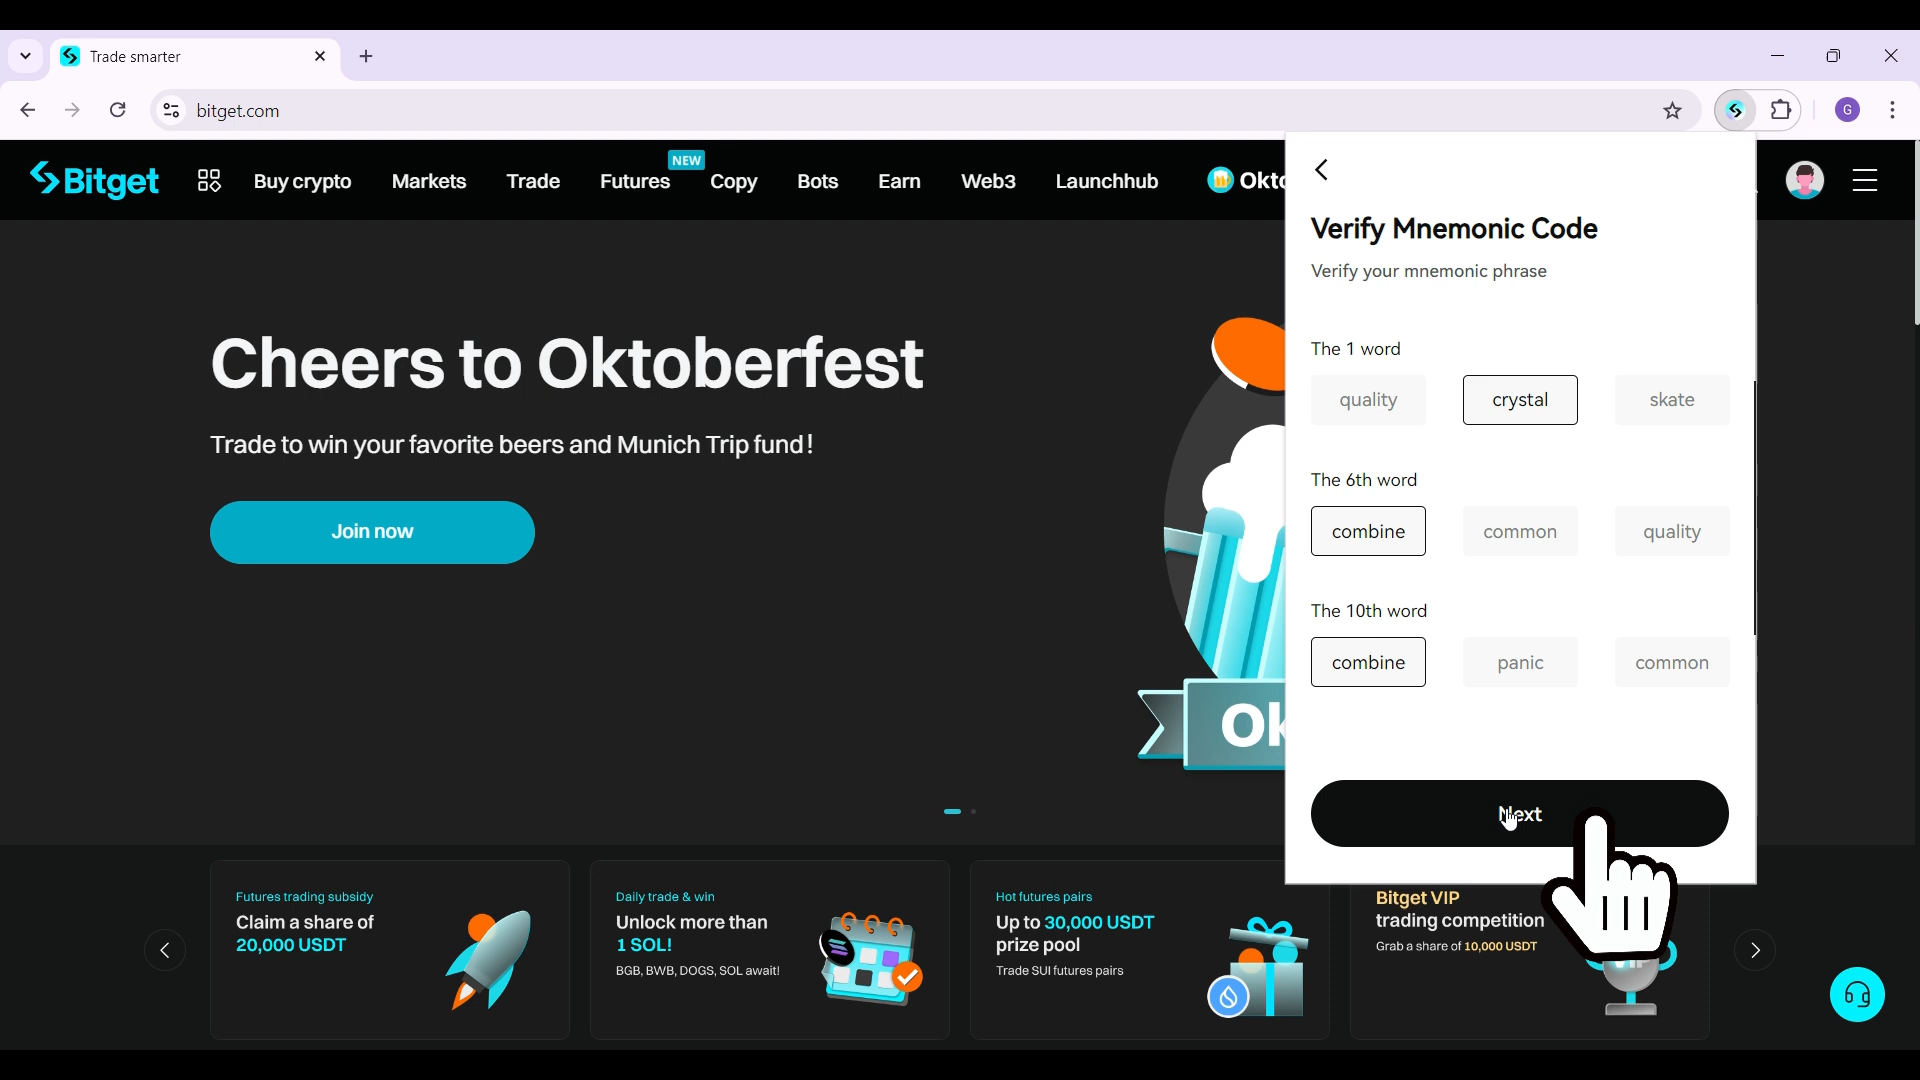 Trade smarter
bitget.com
G
Bitget
Buy crypto
Markets
Trade
Futures
NEW
Copy
Bots
Earn
Web3
Launchhub
Okto
Cheers to Oktoberfest
Trade to win your favorite beers and Munich Trip fund!
Join now
Ok
Verify Mnemonic Code
Verify your mnemonic phrase
The 1 word
quality
crystal
skate
The 6th word
combine
common
quality
The 10th word
combine
panic
common
Next
Futures trading subsidy
Claim a share of
20,000 USDT
Daily trade & win
Unlock more than
1 SOL!
BGB, BWB, DOGS, SOL await!
Hot futures pairs
Up to 30,000 USDT
prize pool
Trade SUI futures pairs
Bitget VIP
trading competition
Grab a share of 10,000 USDT